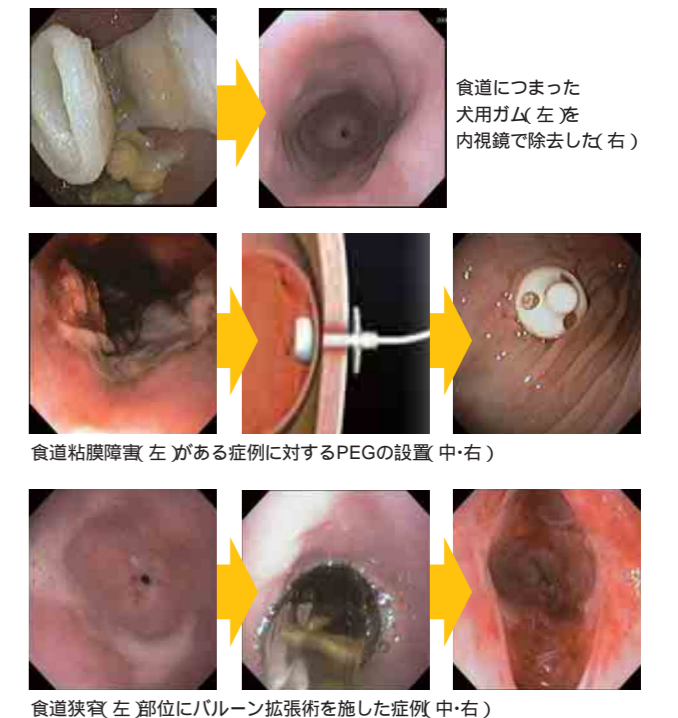 食道につまった
犬用ガム(左)を
内視鏡で除去した(右)
食道粘膜障害(左)がある症例に対するPEGの設置(中・右)
食道狭窄(左)部位にバルーン拡張術を施した症例(中・右)